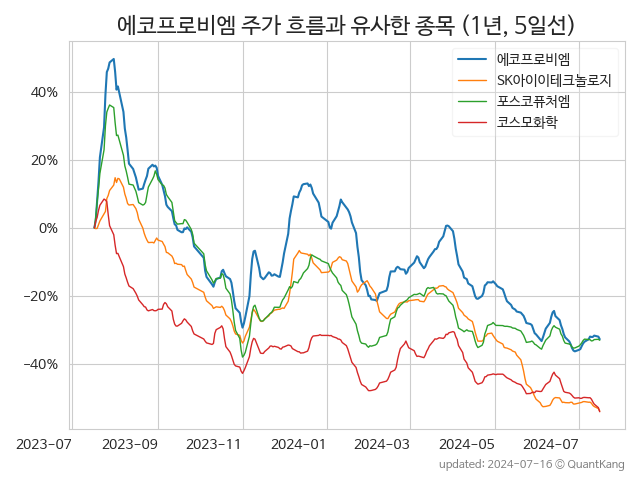 에코프로비엠 주가 흐름과 유사한 종목 (1년, 5일선)
에코프로비엠
SK아이이테크놀로지
포스코퓨처엠
코스모화학
40%
20%
0%
−20%
−40%
2023-07 2023-09 2023-11 2024-01 2024-03 2024-05 2024-07
updated: 2024-07-16 © QuantKang